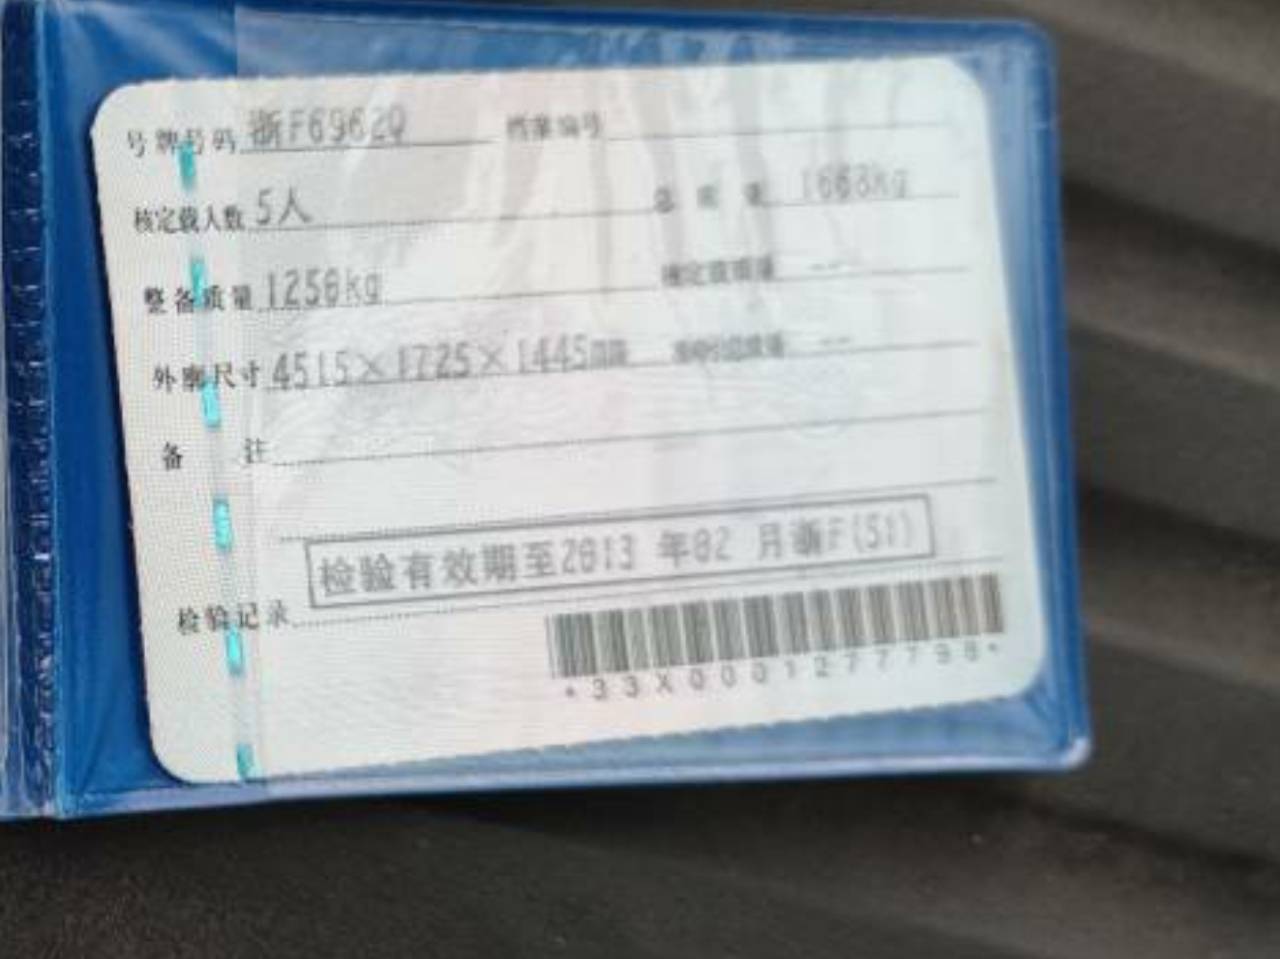 号牌号码 浙F6962Q 档案编号
核定载人数 5人 总质量 1663kg
整备质量 1256kg 核定载质量 --
外廓尺寸 4515×1725×1445mm 准牵引总质量 --
备 注
检验有效期至2013 年02 月浙F(51)
检验记录
*33X0001277798*